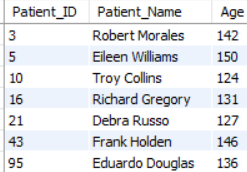 Patient_ID Patient_Name Age
3 Robert Morales 142
5 Eileen Williams 150
10 Troy Collins 124
16 Richard Gregory 131
21 Debra Russo 127
43 Frank Holden 146
95 Eduardo Douglas 136